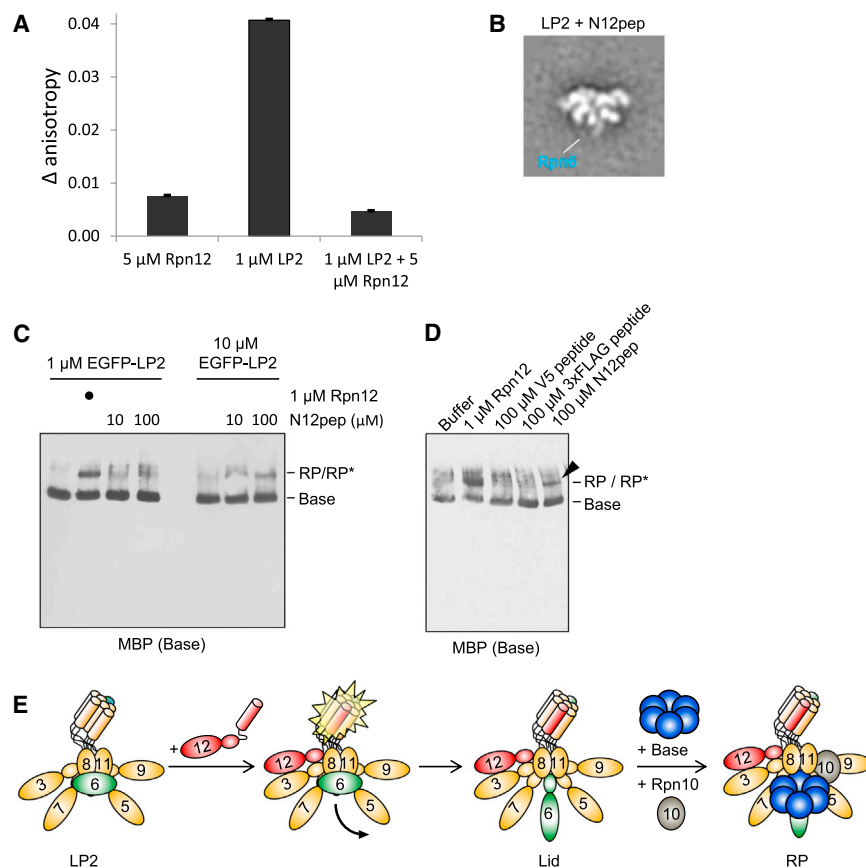 A
Δ anisotropy
0.04
0.03
0.02
0.01
0.00
5 μM Rpn12
1 μM LP2
1 μM LP2 + 5 μM Rpn12
B
LP2 + N12pep
Rpn6
C
1 μM EGFP-LP2
10 μM EGFP-LP2
1 μM Rpn12
10 100 10 100 N12pep (μM)
RP/RP*
Base
MBP (Base)
D
Buffer
1 μM Rpn12
100 μM V5 peptide
100 μM 3xFLAG peptide
100 μM N12pep
RP / RP*
Base
MBP (Base)
E
3 7 8 11 6 5 9
LP2
+ 12
12 3 7 8 11 6 5 9
12 3 7 8 11 6 5 9
Lid
+ Base
+ Rpn10
10
12 3 7 8 11 10 9 5 6
RP